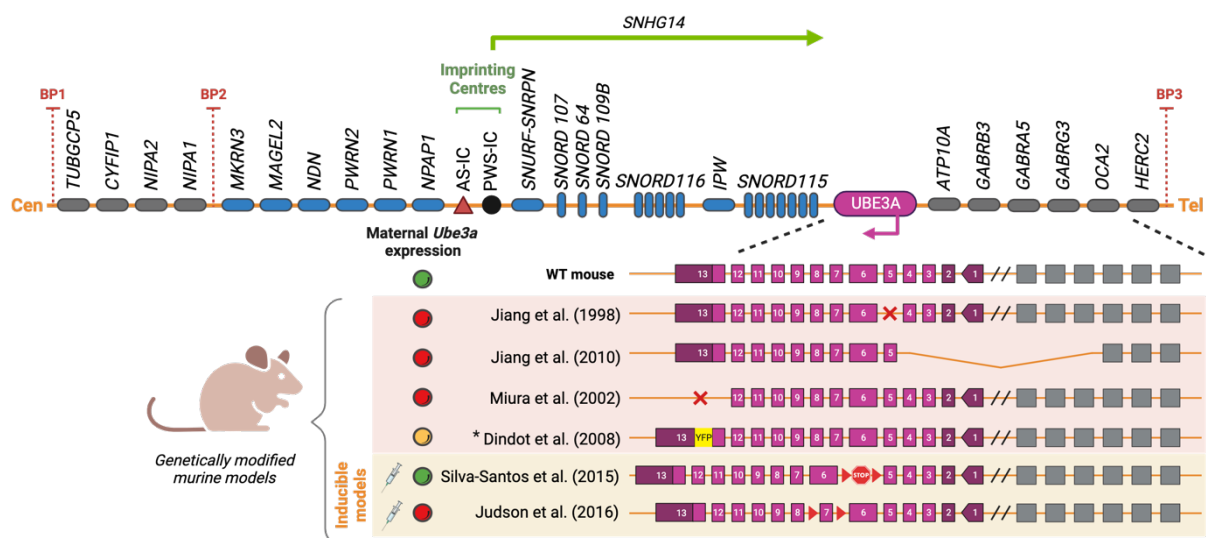 SNHG14
Imprinting
Centres
BP1
BP2
BP3
TUBGCP5
CYFIP1
NIPA2
NIPA1
MKRN3
MAGEL2
NDN
PWRN2
PWRN1
NPAP1
AS-IC
PWS-IC
SNURF-SNRPN
SNORD 107
SNORD 64
SNORD 109B
SNORD116
IPW
SNORD115
ATP10A
GABRB3
GABRA5
GABRG3
OCA2
HERC2
Cen
UBE3A
Tel
Maternal Ube3a
expression
WT mouse
13 12 11 10 9 8 7 6 5 4 3 2 1 //
Jiang et al. (1998)
13 12 11 10 9 8 7 6 4 3 2 1 //
Jiang et al. (2010)
13 12 11 10 9 8 7 6 5
Miura et al. (2002)
12 11 10 9 8 7 6 5 4 3 2 1 //
* Dindot et al. (2008)
13 YFP 12 11 10 9 8 7 6 5 4 3 2 1 //
Silva-Santos et al. (2015)
13 12 11 10 9 8 7 6 STOP 5 4 3 2 1 //
Judson et al. (2016)
13 12 11 10 9 8 7 6 5 4 3 2 1 //
Genetically modified
murine models
Inducible
models